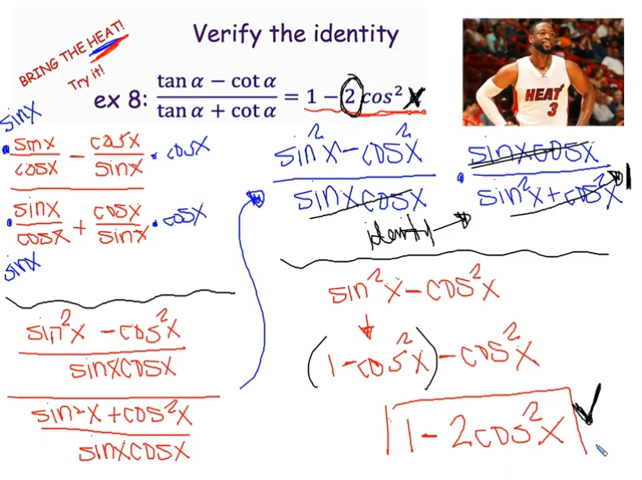 Verify the identity
BRING THE HEAT!
Try it!
ex 8: (tan α − cot α)/(tan α + cot α) = 1 − 2 cos² x
HEAT
3
sinx
· sinx/cosx − cosx/sinx · cosx
· sinx/cosx + cosx/sinx · cosx
sinx
sin²x − cos²x
sinxcosx
sin²x + cos²x
sinxcosx
sin²x − cos²x/sinxcosx · sinxcosx/sin²x + cos²x 1
identity
sin²x − cos²x
(1 − cos²x) − cos²x
1 − 2cos²x